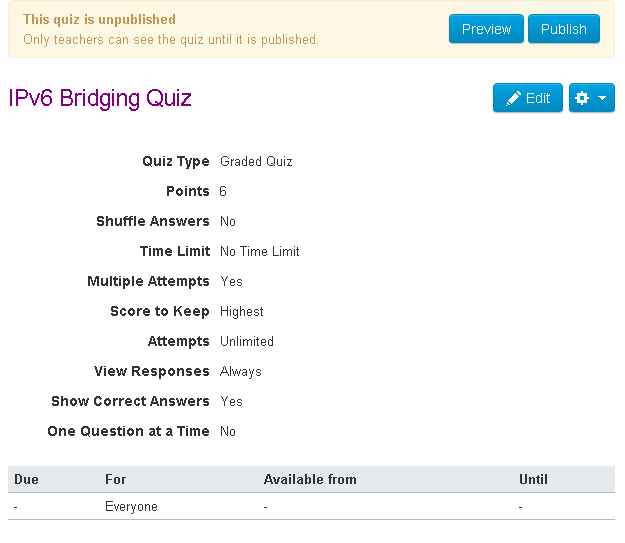 This quiz is unpublished
Only teachers can see the quiz until it is published.
Preview Publish
IPv6 Bridging Quiz
Edit
Quiz Type Graded Quiz
Points 6
Shuffle Answers No
Time Limit No Time Limit
Multiple Attempts Yes
Score to Keep Highest
Attempts Unlimited
View Responses Always
Show Correct Answers Yes
One Question at a Time No
Due For Available from Until
- Everyone - -